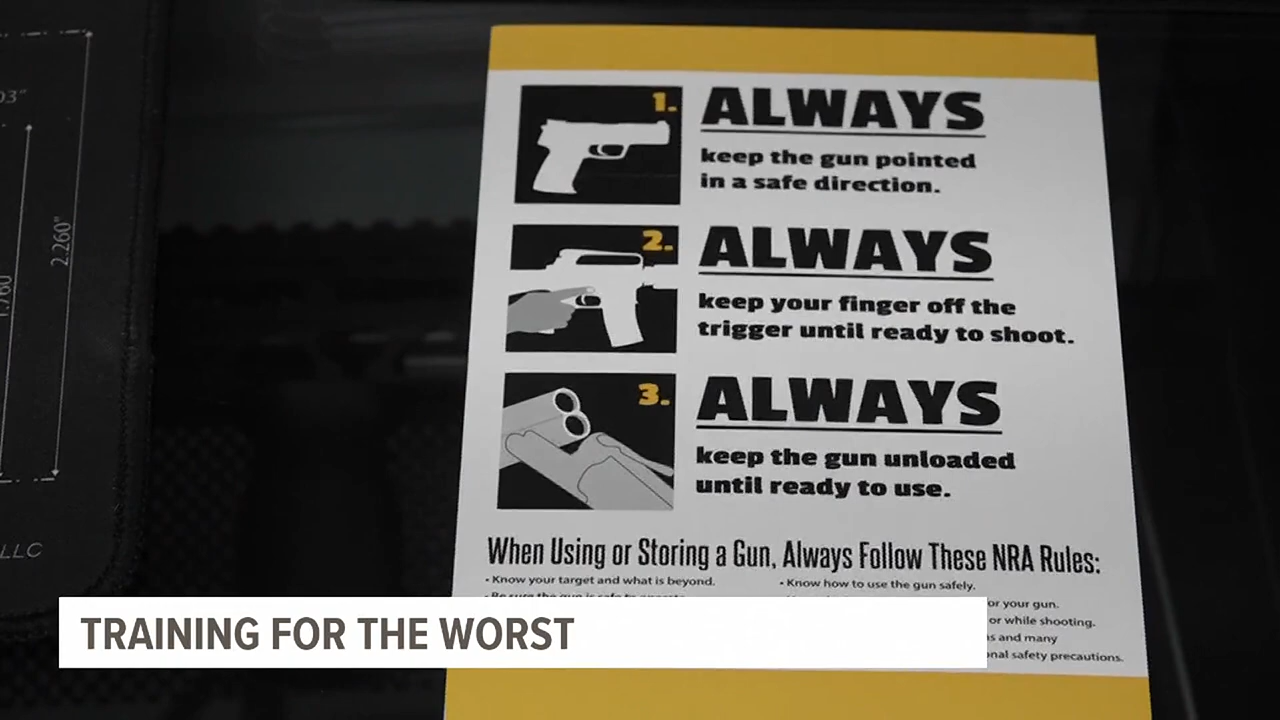 03"
2.260"
1.760
LLC
1.
ALWAYS
keep the gun pointed
in a safe direction.
2.
ALWAYS
keep your finger off the
trigger until ready to shoot.
3.
ALWAYS
keep the gun unloaded
until ready to use.
When Using or Storing a Gun, Always Follow These NRA Rules:
• Know your target and what is beyond.
• Know how to use the gun safely.
or your gun.
or while shooting.
and many
safety precautions.
TRAINING FOR THE WORST